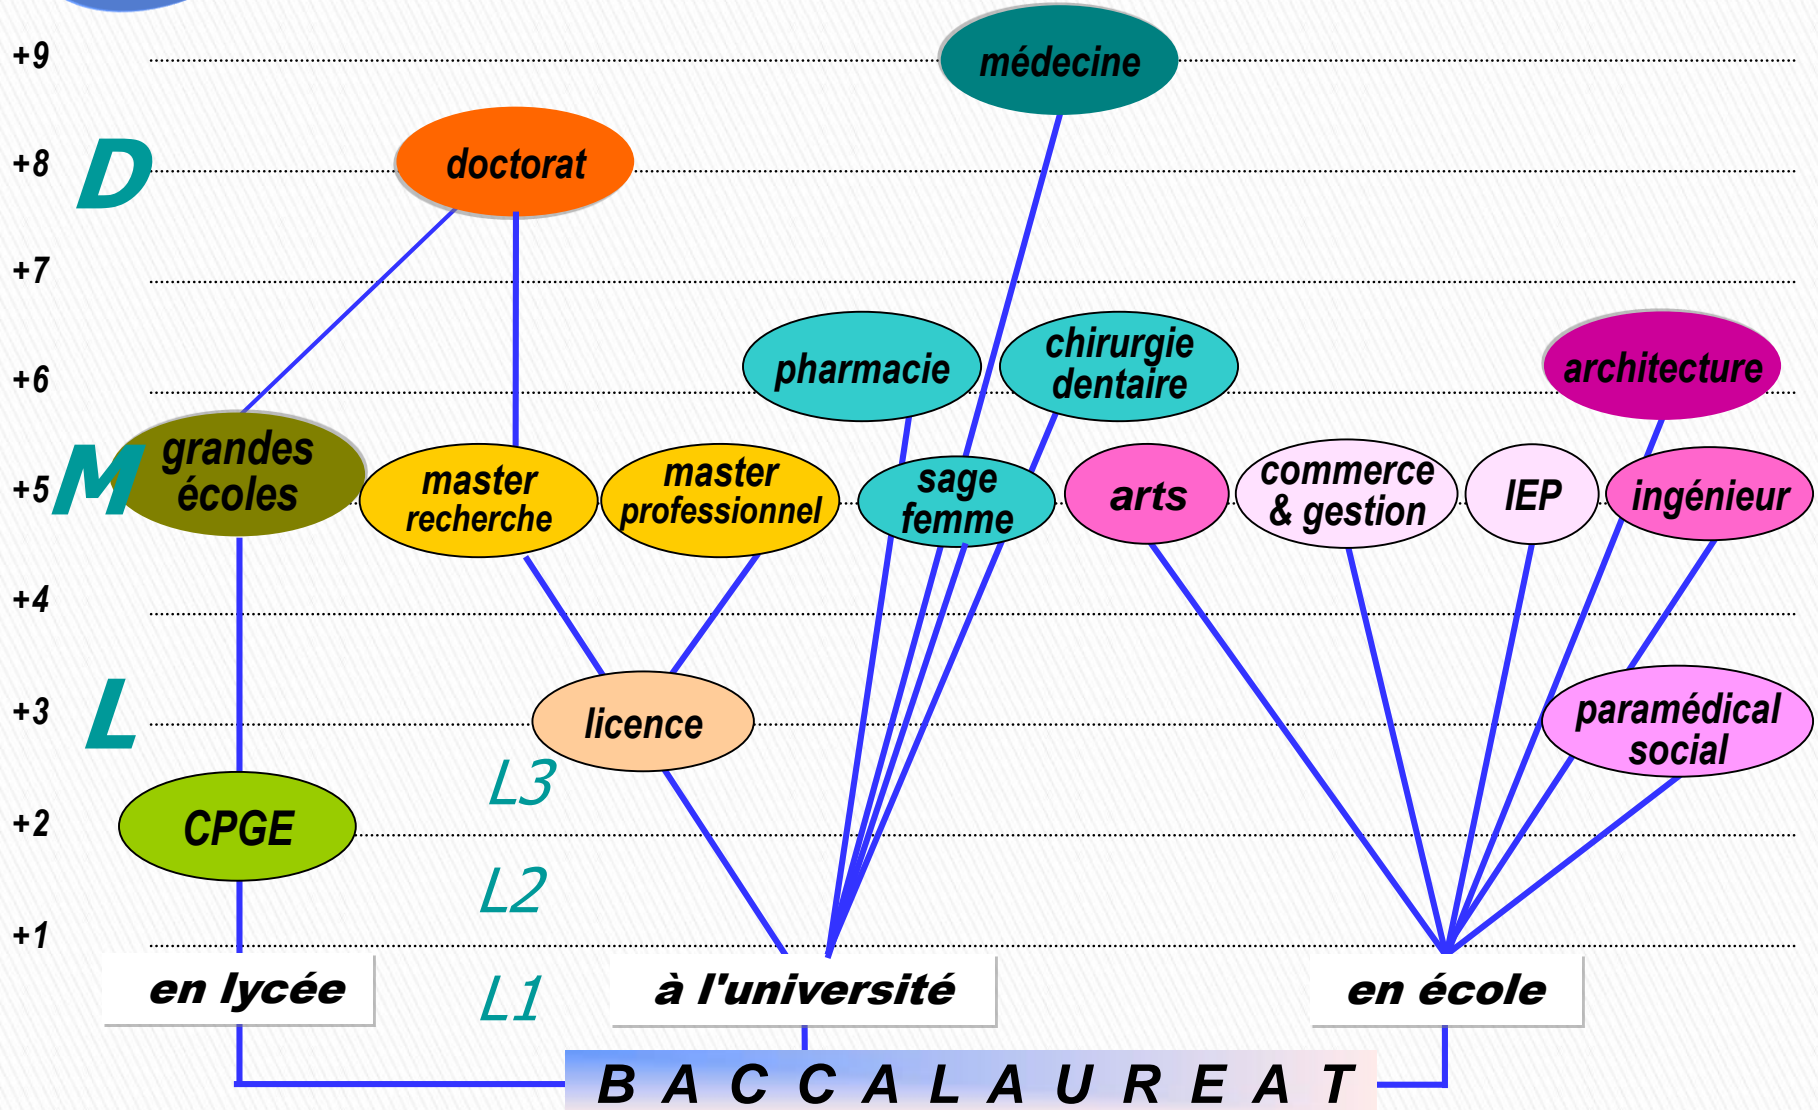 +9
médecine
D
+8
doctorat
+7
pharmacie
chirurgie
dentaire
architecture
+6
M
+5
grandes
écoles
master
recherche
master
professionnel
sage
femme
arts
commerce
& gestion
IEP
ingénieur
+4
L
+3
licence
paramédical
social
L3
+2
CPGE
L2
+1
en lycée
L1
à l'université
en école
BACCALAUREAT